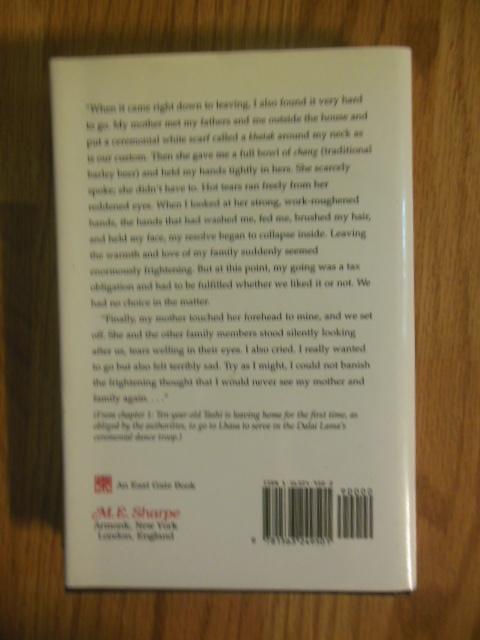 "When it came right down to leaving, I also found it very hard
to go. My mother met my fathers and me outside the house and
put a ceremonial white scarf called a khatak around my neck as
is our custom. Then she gave me a full bowl of chang (traditional
barley beer) and held my hands tightly in hers. She scarcely
spoke; she didn't have to. Hot tears ran freely from her
reddened eyes. When I looked at her strong, work-roughened
hands, the hands that had washed me, fed me, brushed my hair,
and held my face, my resolve began to collapse inside. Leaving
the warmth and love of my family suddenly seemed
enormously frightening. But at this point, my going was a tax
obligation and had to be fulfilled whether we liked it or not. We
had no choice in the matter.
"Finally, my mother touched her forehead to mine, and we set
off. She and the other family members stood silently looking
after us, tears welling in their eyes. I also cried. I really wanted
to go but also felt terribly sad. Try as I might, I could not banish
the frightening thought that I would never see my mother and
family again. . . ."
(From chapter 1: Ten-year-old Tashi is leaving home for the first time, as
obliged by the authorities, to go to Lhasa to serve in the Dalai Lama's
ceremonial dance troop.)
An East Gate Book
M.E. Sharpe
Armonk, New York
London, England
ISBN
90000
9 781563 249501